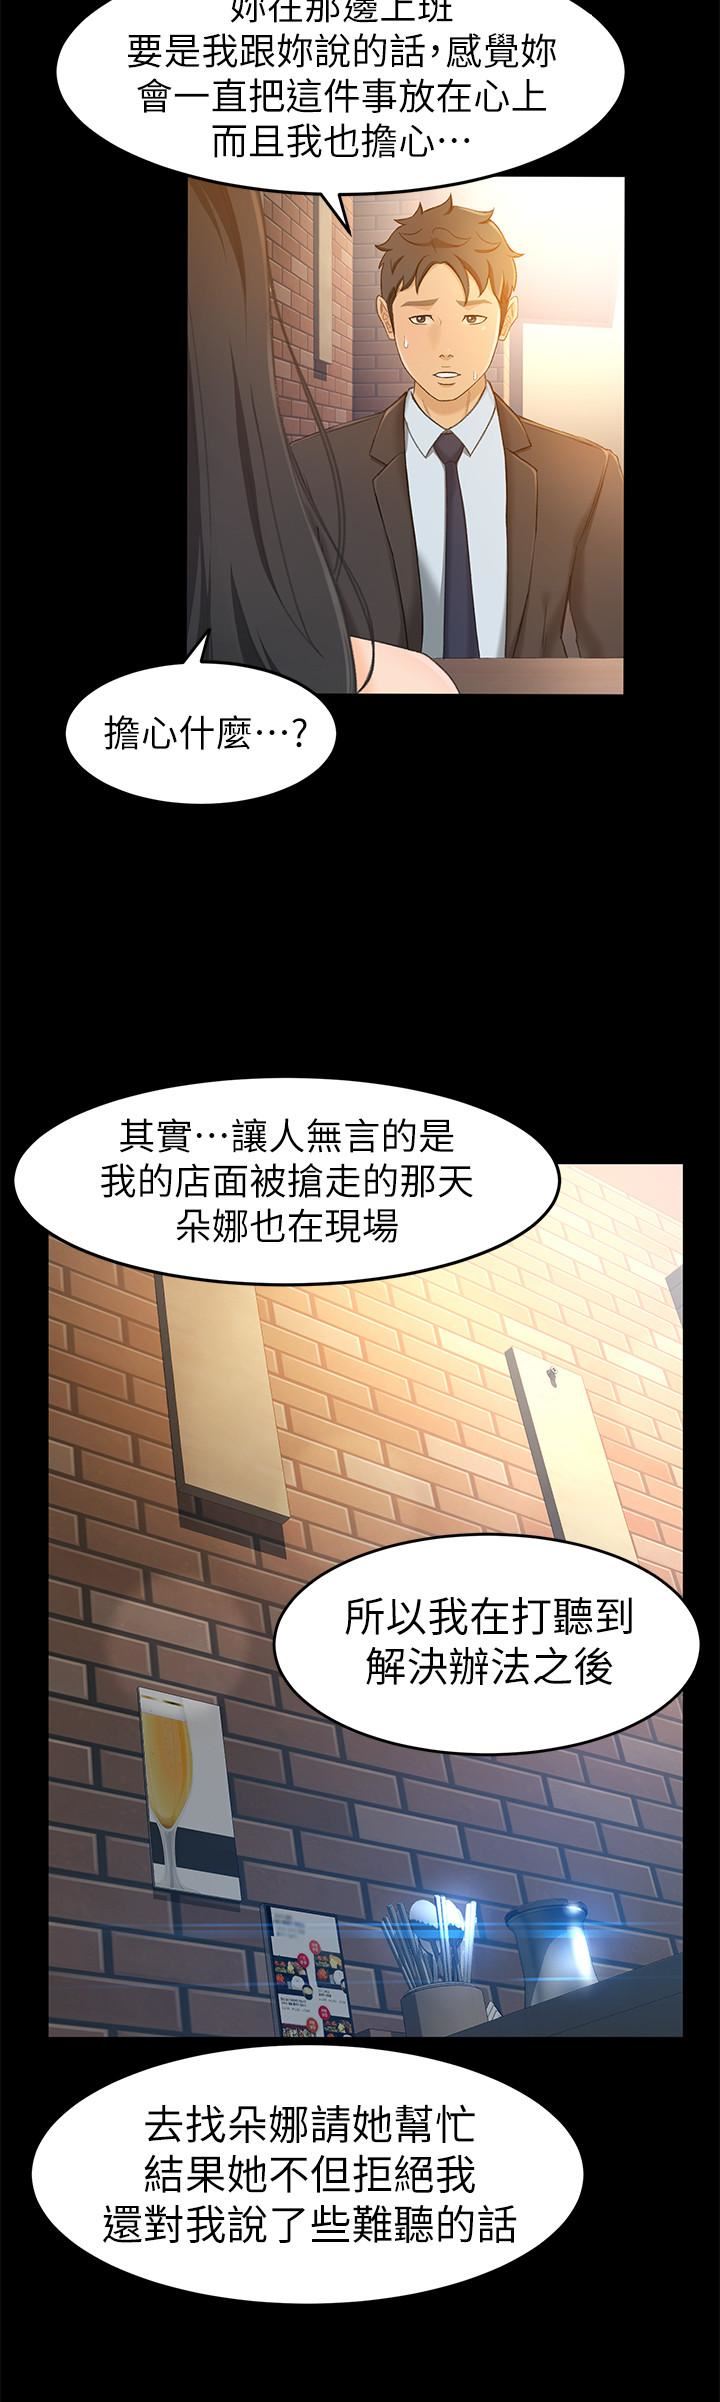 妳在那邊上班
要是我跟妳說的話，感覺妳
會一直把這件事放在心上
而且我也擔心…
擔心什麼…?
其實…讓人無言的是
我的店面被搶走的那天
朵娜也在現場
所以我在打聽到
解決辦法之後
去找朵娜請她幫忙
結果她不但拒絕我
還對我說了些難聽的話